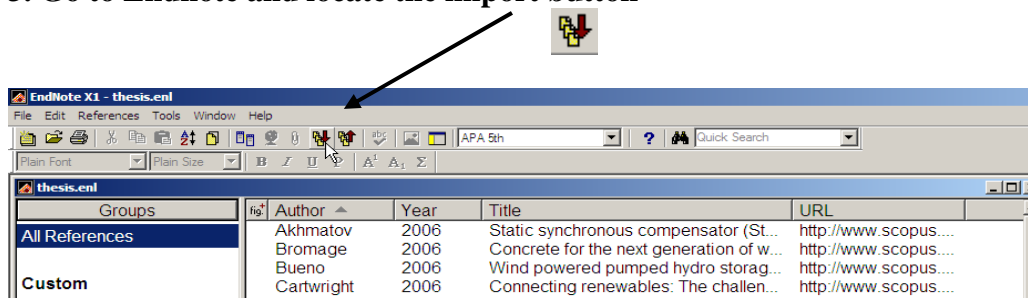 EndNote X1 - thesis.enl
File Edit References Tools Window Help
APA 5th ? Quick Search
Plain Font Plain Size B I U P A1 A1 Σ
thesis.enl
Groups fig. Author Year Title URL
All References Akhmatov 2006 Static synchronous compensator (St... http://www.scopus....
Bromage 2006 Concrete for the next generation of w... http://www.scopus....
Bueno 2006 Wind powered pumped hydro storag... http://www.scopus....
Custom Cartwright 2006 Connecting renewables: The challen... http://www.scopus....